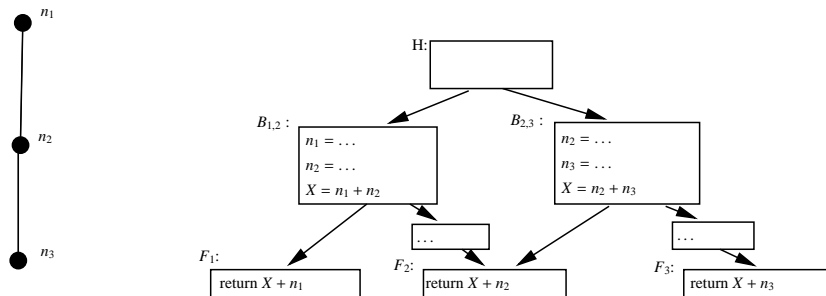 n₁
n₂
n₃
H:
B₁,₂ :
n₁ = . . .
n₂ = . . .
X = n₁ + n₂
B₂,₃ :
n₂ = . . .
n₃ = . . .
X = n₂ + n₃
. . .
. . .
F₁:
return X + n₁
F₂:
return X + n₂
F₃:
return X + n₃